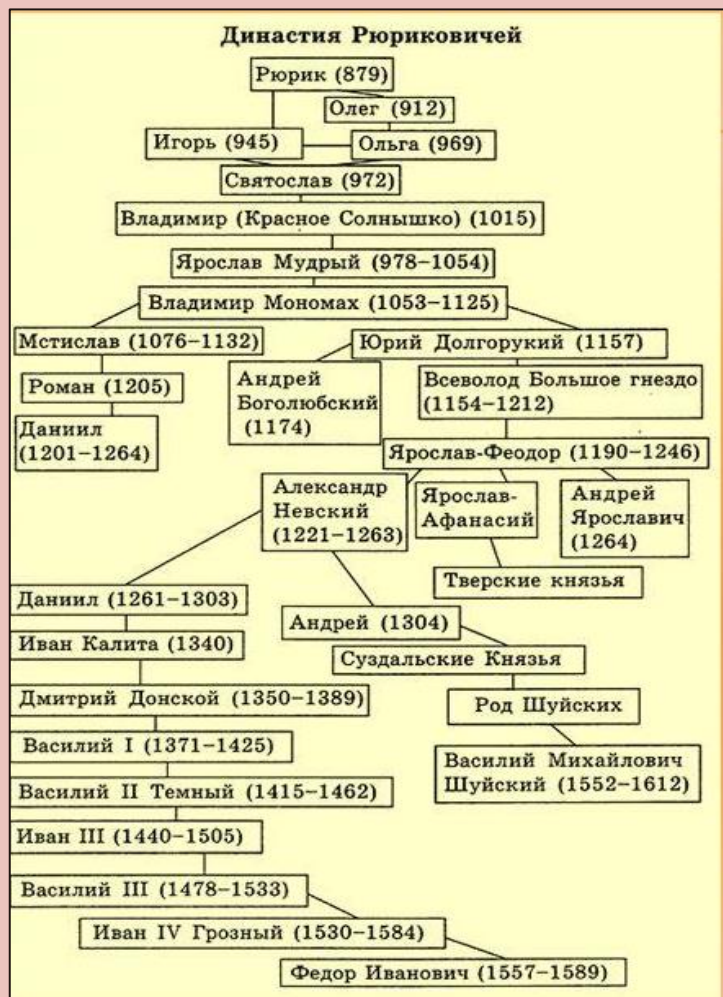 Династия Рюриковичей
Рюрик (879)
Олег (912)
Игорь (945)
Ольга (969)
Святослав (972)
Владимир (Красное Солнышко) (1015)
Ярослав Мудрый (978–1054)
Владимир Мономах (1053–1125)
Мстислав (1076–1132)
Юрий Долгорукий (1157)
Роман (1205)
Андрей
Боголюбский
(1174)
Всеволод Большое гнездо
(1154–1212)
Даниил
(1201–1264)
Ярослав-Феодор (1190–1246)
Александр
Невский
(1221–1263)
Ярослав-
Афанасий
Андрей
Ярославич
(1264)
Тверские князья
Даниил (1261–1303)
Андрей (1304)
Иван Калита (1340)
Суздальские Князья
Дмитрий Донской (1350–1389)
Род Шуйских
Василий I (1371–1425)
Василий Михайлович
Шуйский (1552–1612)
Василий II Темный (1415–1462)
Иван III (1440–1505)
Василий III (1478–1533)
Иван IV Грозный (1530–1584)
Федор Иванович (1557–1589)